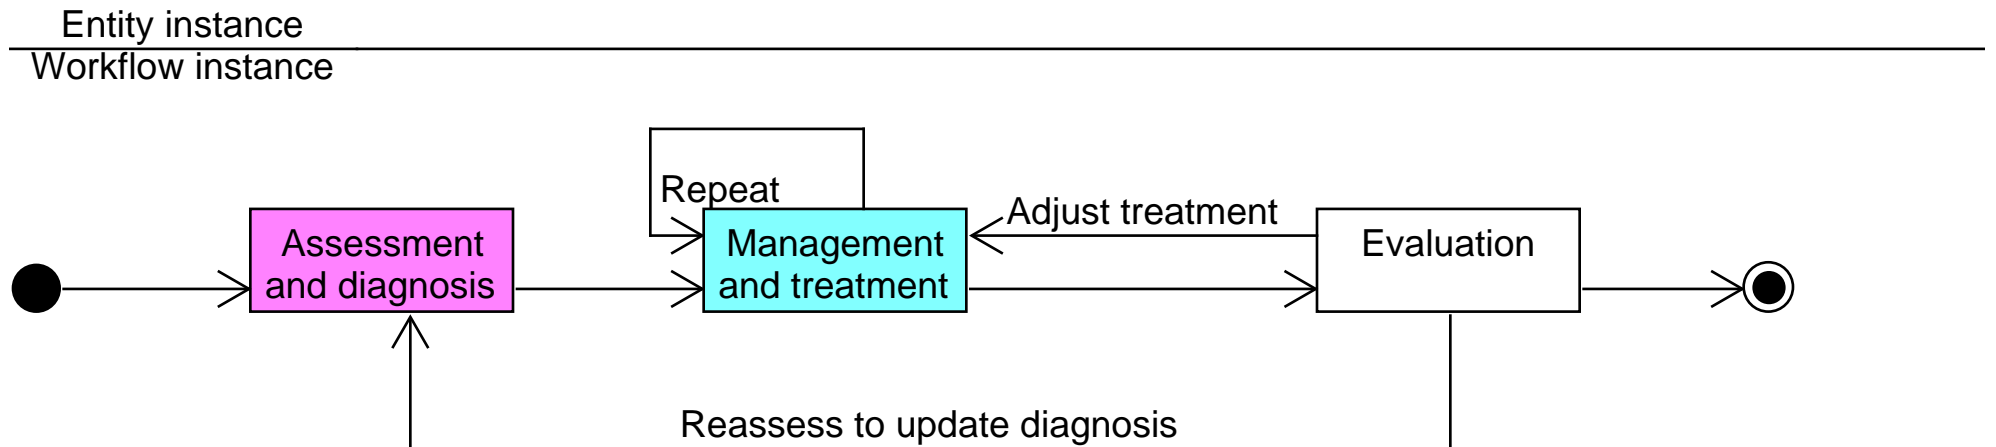 Entity instance
Workflow instance
Repeat
Adjust treatment
Assessment
and diagnosis
Management
and treatment
Evaluation
Reassess to update diagnosis